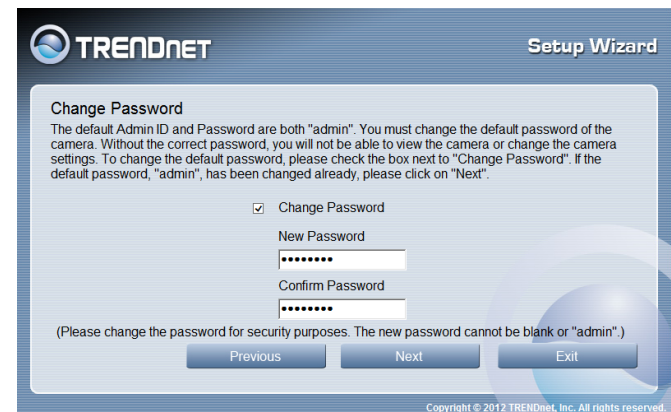 TRENDNET
Setup Wizard
Change Password
The default Admin ID and Password are both "admin". You must change the default password of the
camera. Without the correct password, you will not be able to view the camera or change the camera
settings. To change the default password, please check the box next to "Change Password". If the
default password, "admin", has been changed already, please click on "Next".
Change Password
New Password
••••••••
Confirm Password
••••••••
(Please change the password for security purposes. The new password cannot be blank or "admin".)
Previous Next Exit
Copyright © 2012 TRENDnet, Inc. All rights reserved.